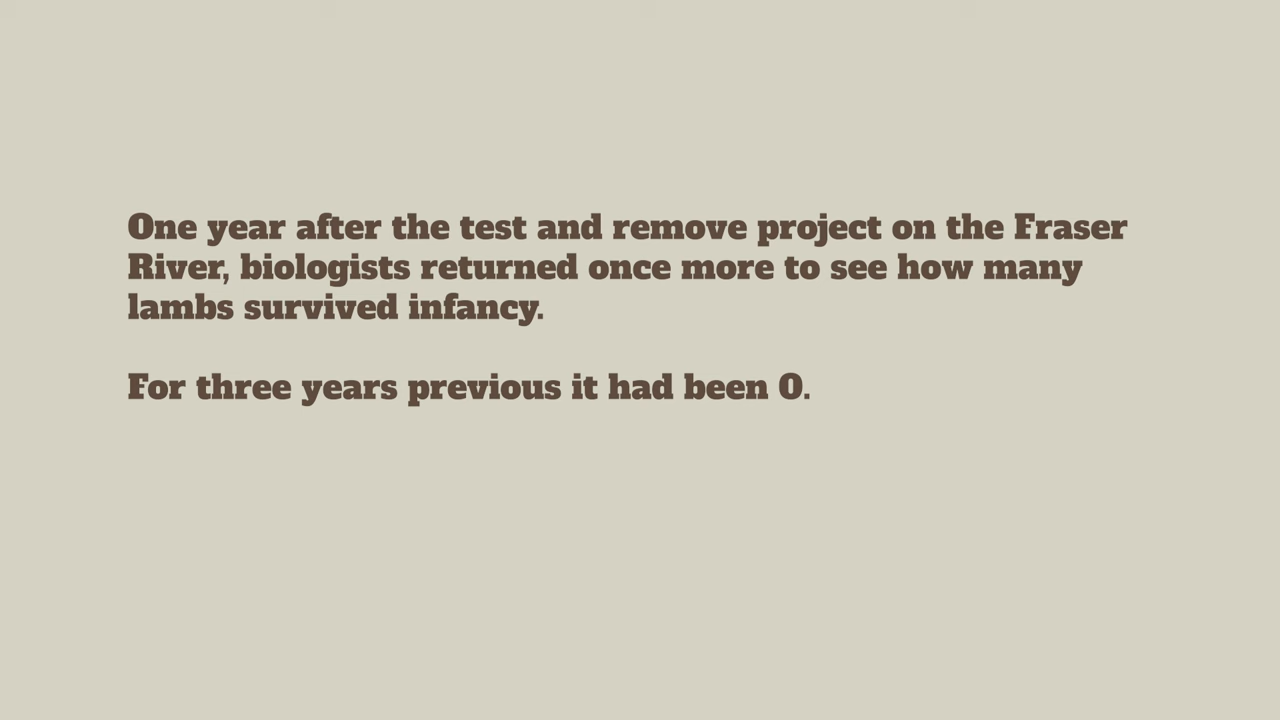 One year after the test and remove project on the Fraser
River, biologists returned once more to see how many
lambs survived infancy.
For three years previous it had been 0.